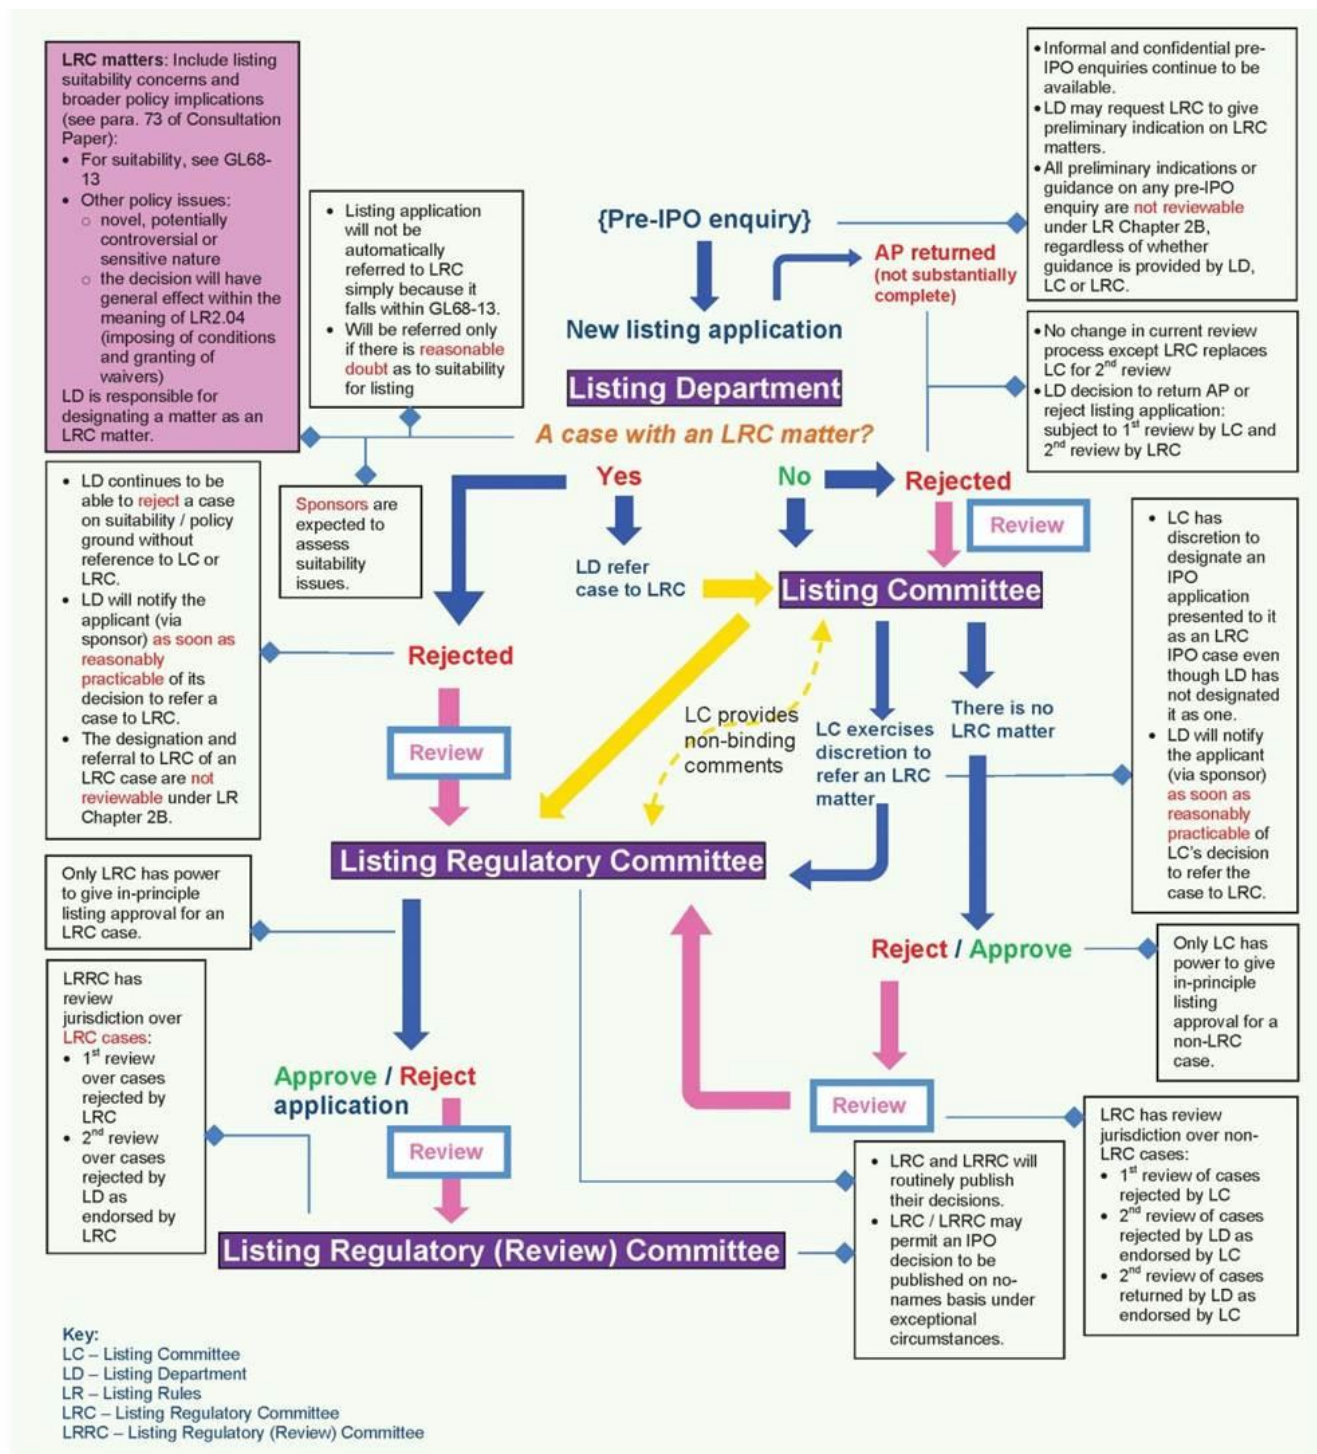 LRC matters: Include listing
suitability concerns and
broader policy implications
(see para. 73 of Consultation
Paper):
• For suitability, see GL68-
13
• Other policy issues:
○ novel, potentially
controversial or
sensitive nature
○ the decision will have
general effect within the
meaning of LR2.04
(imposing of conditions
and granting of
waivers)
LD is responsible for
designating a matter as an
LRC matter.
• Listing application
will not be
automatically
referred to LRC
simply because it
falls within GL68-13.
• Will be referred only
if there is reasonable
doubt as to suitability
for listing
{Pre-IPO enquiry}
• Informal and confidential pre-
IPO enquiries continue to be
available.
• LD may request LRC to give
preliminary indication on LRC
matters.
• All preliminary indications or
guidance on any pre-IPO
enquiry are not reviewable
under LR Chapter 2B,
regardless of whether
guidance is provided by LD,
LC or LRC.
AP returned
(not substantially
complete)
New listing application
• No change in current review
process except LRC replaces
LC for 2nd review
• LD decision to return AP or
reject listing application:
subject to 1st review by LC and
2nd review by LRC
Listing Department
A case with an LRC matter?
Yes
No
Rejected
Review
• LD continues to be
able to reject a case
on suitability / policy
ground without
reference to LC or
LRC.
• LD will notify the
applicant (via
sponsor) as soon as
reasonably
practicable of its
decision to refer a
case to LRC.
• The designation and
referral to LRC of an
LRC case are not
reviewable under LR
Chapter 2B.
Sponsors are
expected to
assess
suitability
issues.
LD refer
case to LRC
Listing Committee
• LC has
discretion to
designate an
IPO
application
presented to it
as an LRC
IPO case even
though LD has
not designated
it as one.
• LD will notify
the applicant
(via sponsor)
as soon as
reasonably
practicable of
LC's decision
to refer the
case to LRC.
Rejected
Review
LC provides
non-binding
comments
LC exercises
discretion to
refer an LRC
matter
There is no
LRC matter
Listing Regulatory Committee
Only LRC has power
to give in-principle
listing approval for an
LRC case.
Reject / Approve
Only LC has
power to give
in-principle
listing
approval for a
non-LRC
case.
LRRC has
review
jurisdiction over
LRC cases:
• 1st review
over cases
rejected by
LRC
• 2nd review
over cases
rejected by
LD as
endorsed by
LRC
Approve / Reject
application
Review
Review
LRC has review
jurisdiction over non-
LRC cases:
• 1st review of cases
rejected by LC
• 2nd review of cases
rejected by LD as
endorsed by LC
• 2nd review of cases
returned by LD as
endorsed by LC
• LRC and LRRC will
routinely publish
their decisions.
• LRC / LRRC may
permit an IPO
decision to be
published on no-
names basis under
exceptional
circumstances.
Listing Regulatory (Review) Committee
Key:
LC – Listing Committee
LD – Listing Department
LR – Listing Rules
LRC – Listing Regulatory Committee
LRRC – Listing Regulatory (Review) Committee